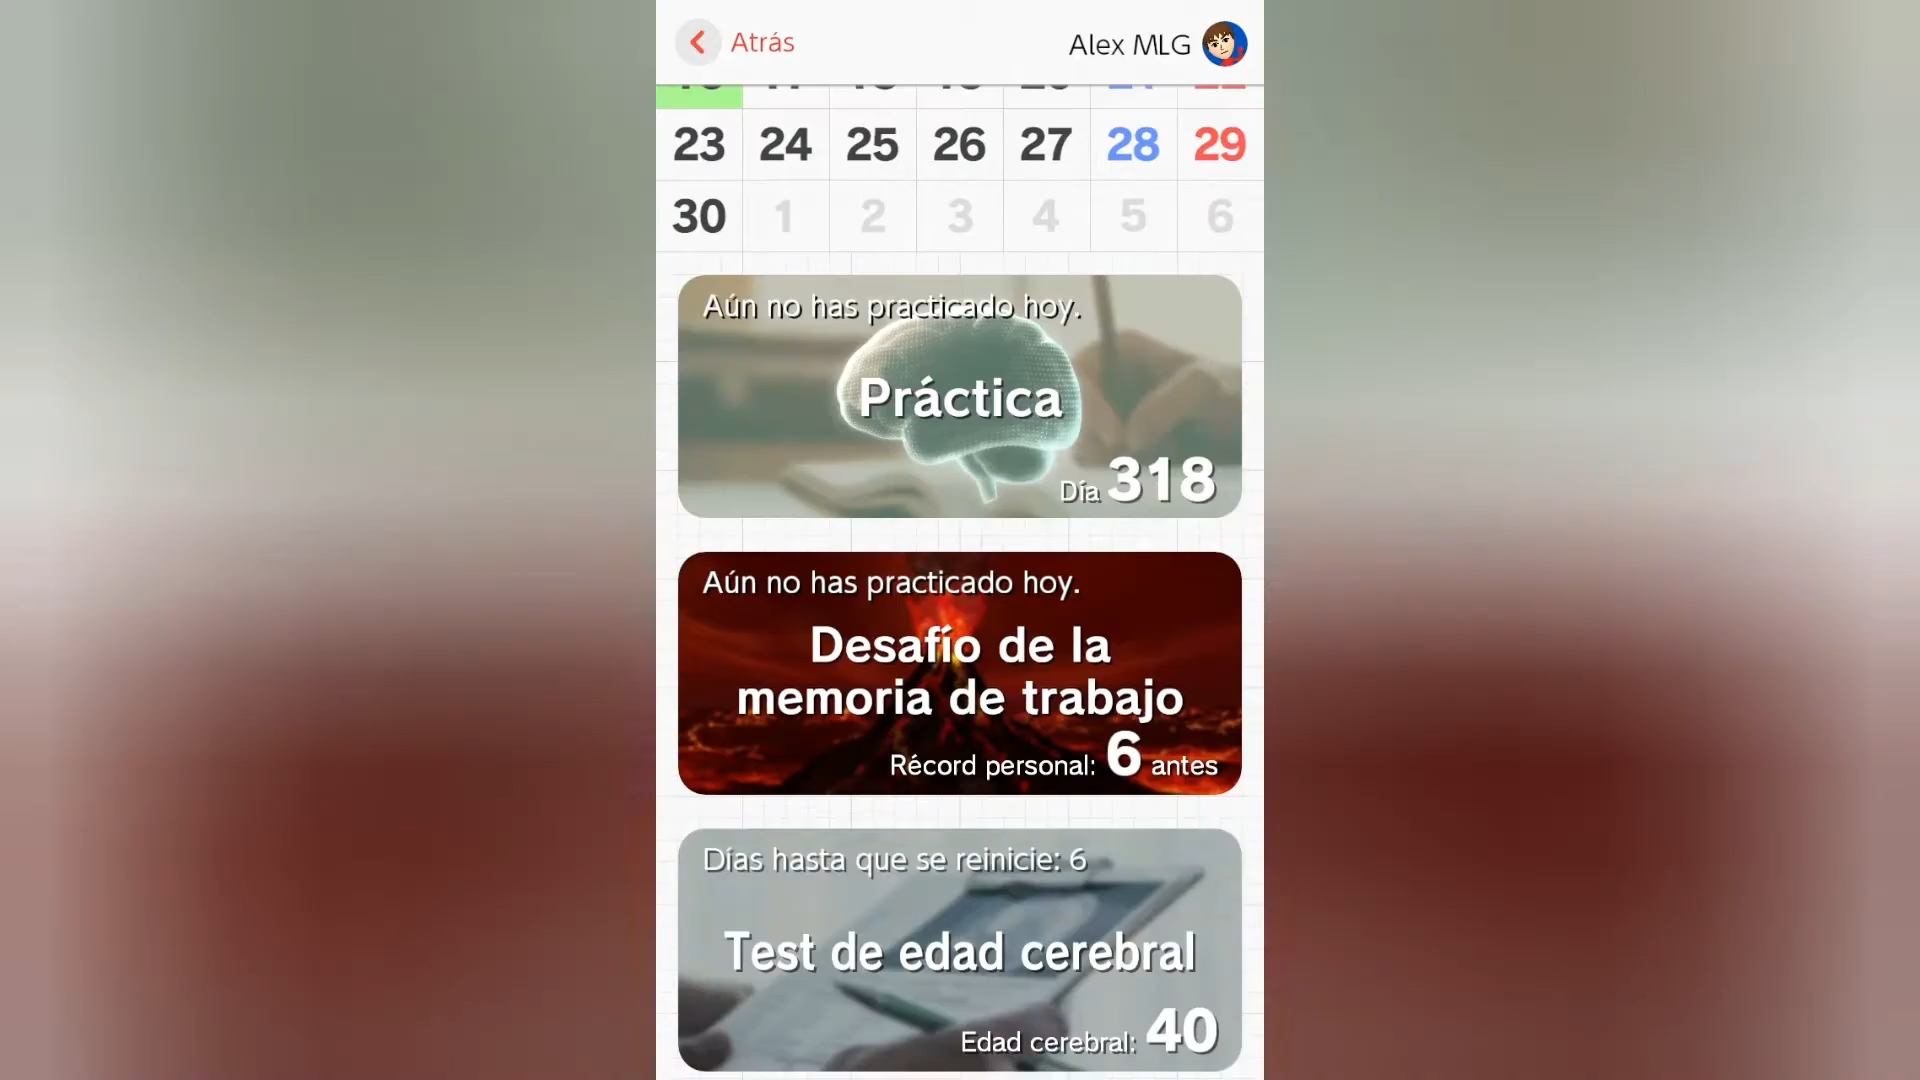 Atrás
Alex MLG
23 24 25 26 27 28 29
30 1 2 3 4 5 6
Aún no has practicado hoy.
Práctica
Día 318
Aún no has practicado hoy.
Desafío de la
memoria de trabajo
Récord personal: 6 antes
Días hasta que se reinicie: 6
Test de edad cerebral
Edad cerebral: 40